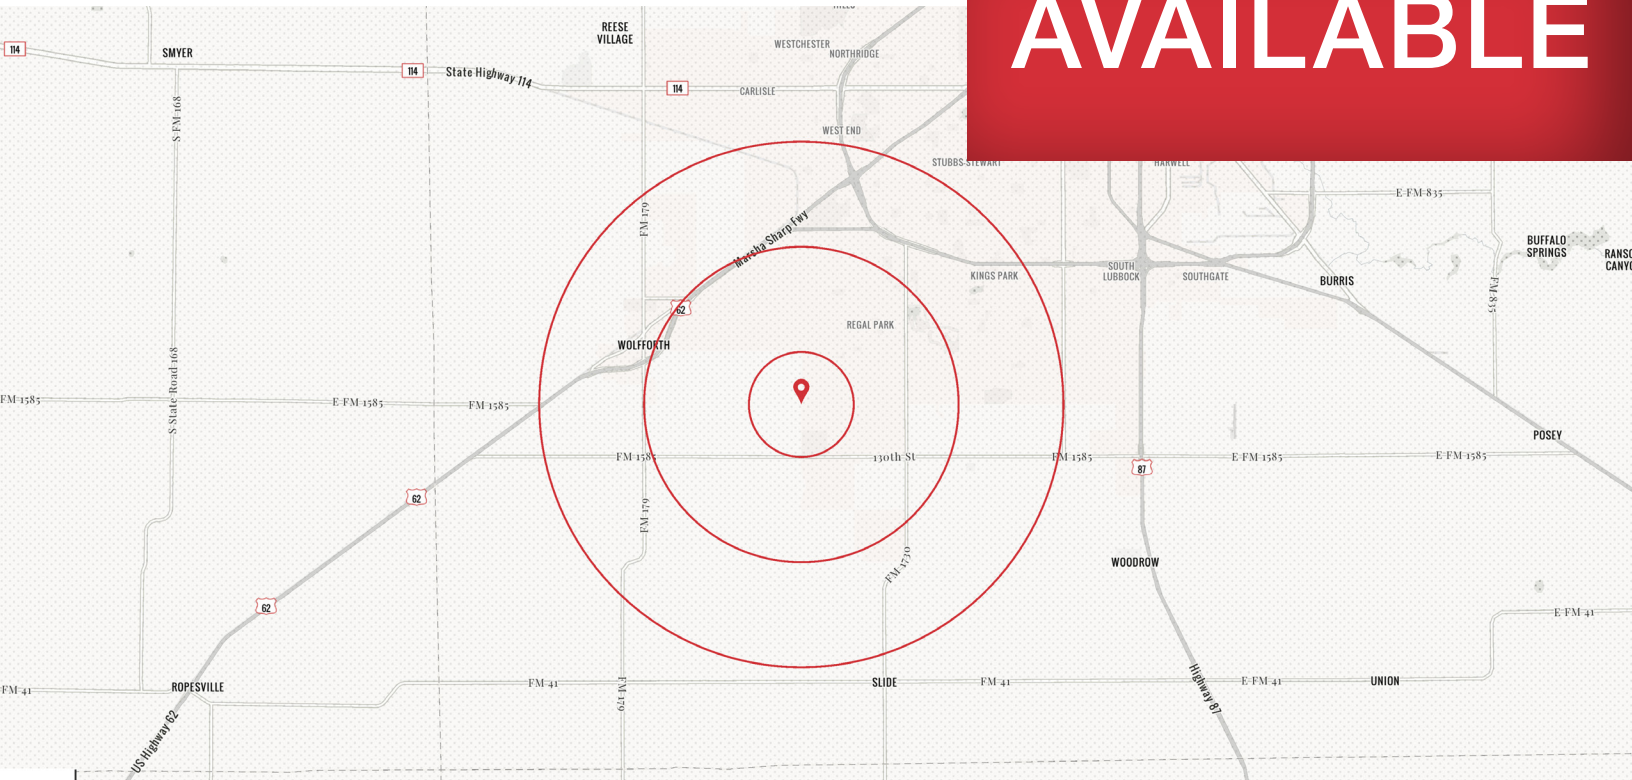 AVAILABLE
REESE
VILLAGE
WESTCHESTER
NORTHRIDGE
114
SMYER
114
State Highway 114
114
CARLISLE
S FM 168
WEST END
STUBBS-STEWART
HARWELL
E FM 835
FM 179
Marsha Sharp Fwy
BUFFALO
SPRINGS
KINGS PARK
SOUTH
LUBBOCK
SOUTHGATE
BURRIS
FM 835
62
REGAL PARK
WOLFFORTH
S State Road 168
FM 1585
E FM 1585
FM 1585
POSEY
FM 1585
130th St
FM 1585
E FM 1585
E FM 1585
87
62
FM 179
WOODROW
FM 1730
62
E FM 41
FM 41
ROPESVILLE
FM 41
FM 179
SLIDE
FM 41
Highway 87
E FM 41
UNION
US Highway 62